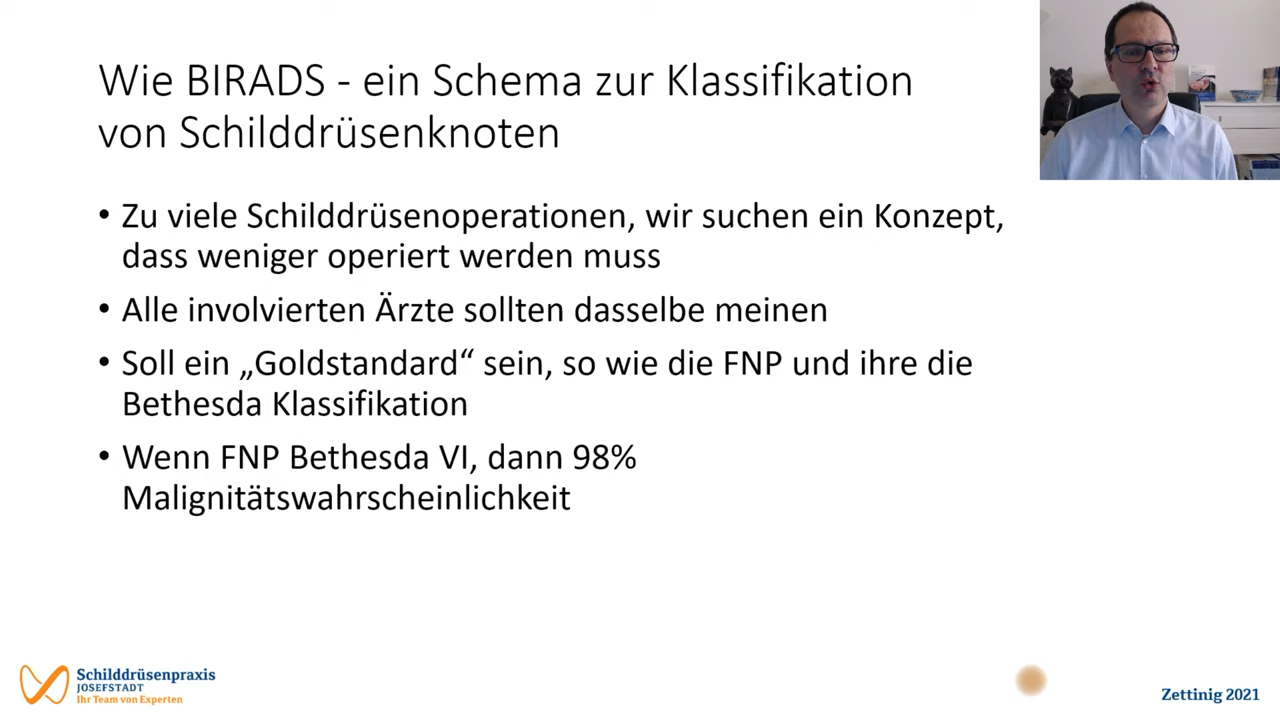 Wie BIRADS - ein Schema zur Klassifikation
von Schilddrüsenknoten
• Zu viele Schilddrüsenoperationen, wir suchen ein Konzept,
dass weniger operiert werden muss
• Alle involvierten Ärzte sollten dasselbe meinen
• Soll ein „Goldstandard“ sein, so wie die FNP und ihre die
Bethesda Klassifikation
• Wenn FNP Bethesda VI, dann 98%
Malignitätswahrscheinlichkeit
Schilddrüsenpraxis
JOSEFSTADT
Ihr Team von Experten
Zettinig 2021